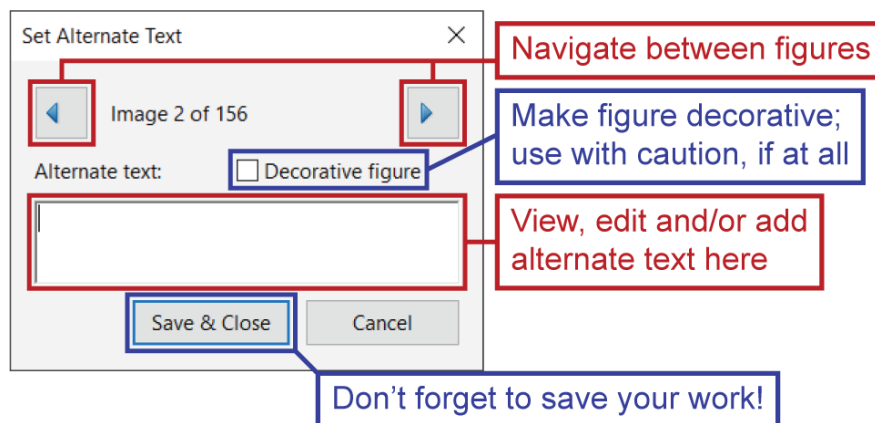 Set Alternate Text
Navigate between figures
Image 2 of 156
Make figure decorative;
use with caution, if at all
Alternate text:
Decorative figure
View, edit and/or add
alternate text here
Save & Close
Cancel
Don't forget to save your work!